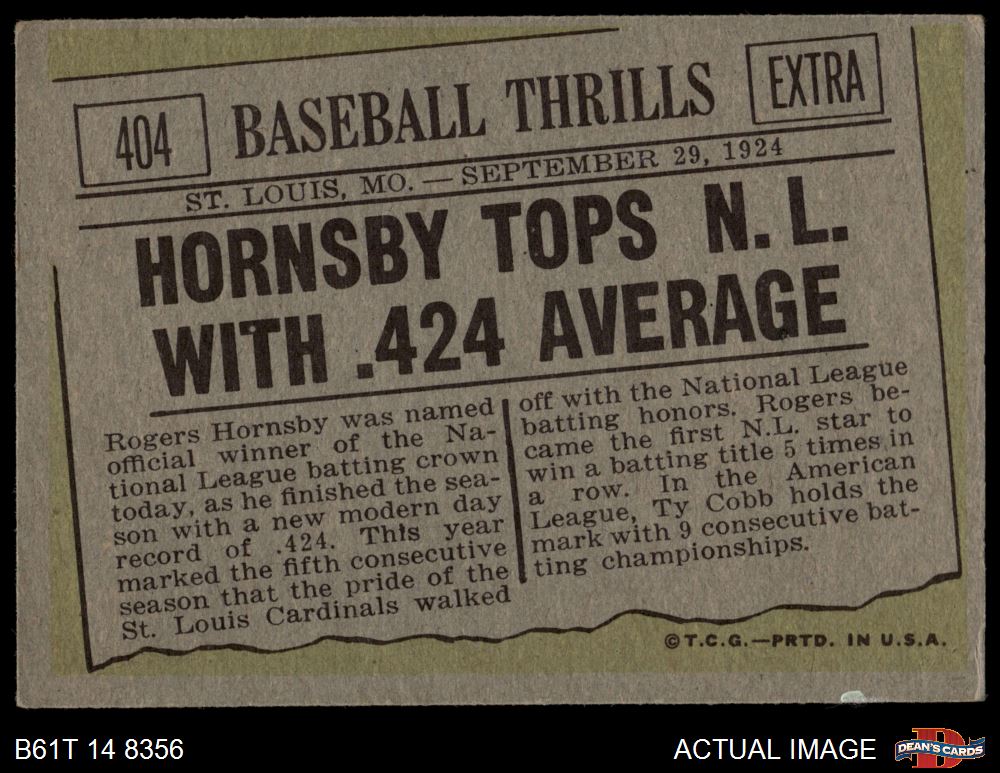 404
BASEBALL THRILLS
EXTRA
ST. LOUIS, MO. — SEPTEMBER 29, 1924
HORNSBY TOPS N. L.
WITH .424 AVERAGE
Rogers Hornsby was named
official winner of the Na-
tional League batting crown
today, as he finished the sea-
son with a new modern day
record of .424. This year
marked the fifth consecutive
season that the pride of the
St. Louis Cardinals walked
off with the National League
batting honors. Rogers be-
came the first N.L. star to
win a batting title 5 times in
a row. In the American
League, Ty Cobb holds the
mark with 9 consecutive bat-
ting championships.
©T.C.G.—PRTD. IN U.S.A.
B61T 14 8356
ACTUAL IMAGE
D
DEAN'S CARDS